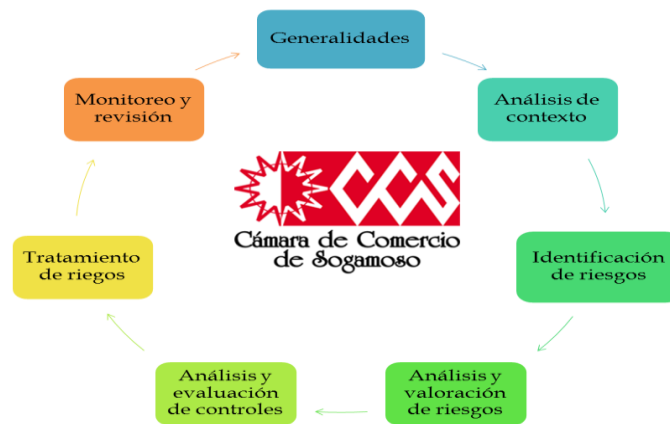 Generalidades
Análisis de
contexto
Identificación
de riesgos
Análisis y
valoración de
riesgos
Análisis y
evaluación
de controles
Tratamiento
de riegos
Monitoreo y
revisión
CCS
Cámara de Comercio
de Sogamoso